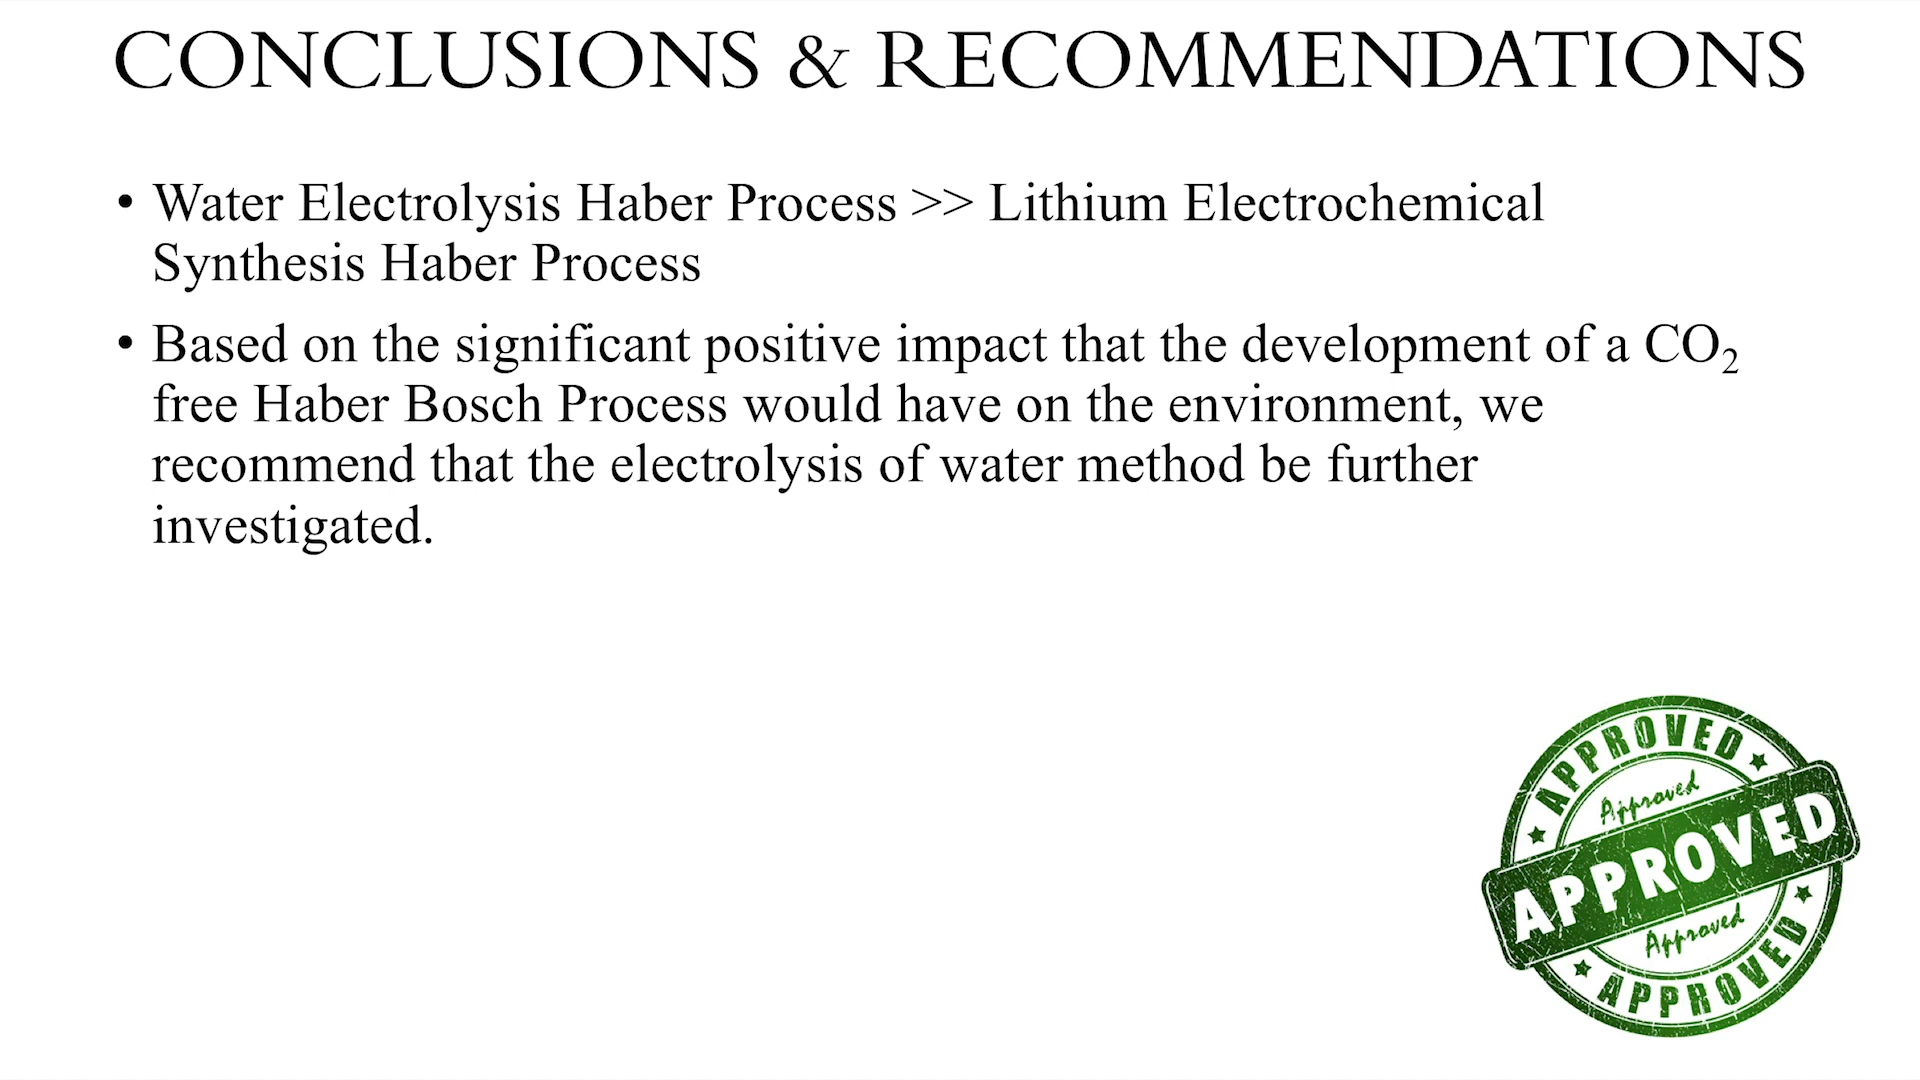 CONCLUSIONS & RECOMMENDATIONS
• Water Electrolysis Haber Process >> Lithium Electrochemical
Synthesis Haber Process
• Based on the significant positive impact that the development of a CO₂
free Haber Bosch Process would have on the environment, we
recommend that the electrolysis of water method be further
investigated.
APPROVED
Approved
APPROVED
Approved
APPROVED